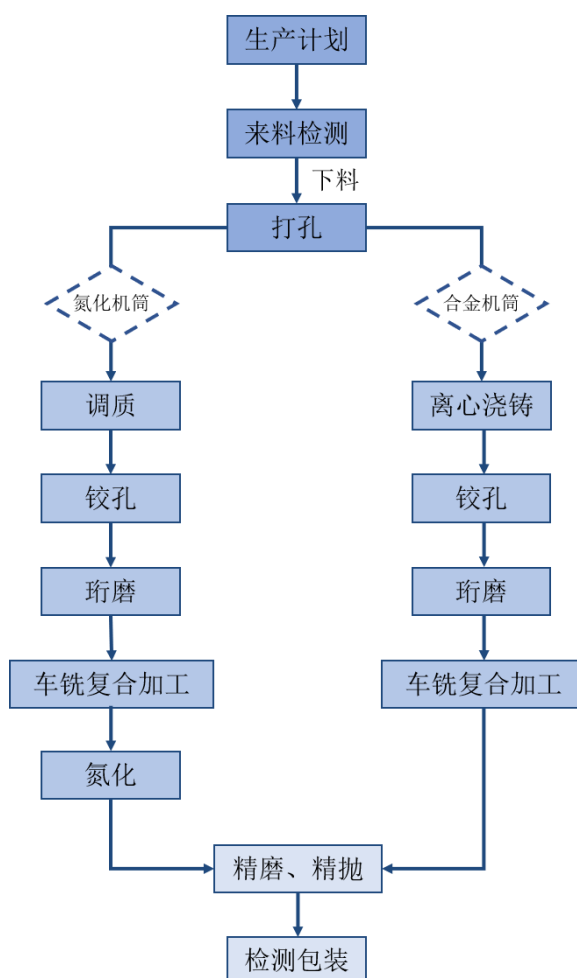 生产计划
来料检测
下料
打孔
氮化机筒
合金机筒
调质
离心浇铸
铰孔
铰孔
珩磨
珩磨
车铣复合加工
车铣复合加工
氮化
精磨、精抛
检测包装